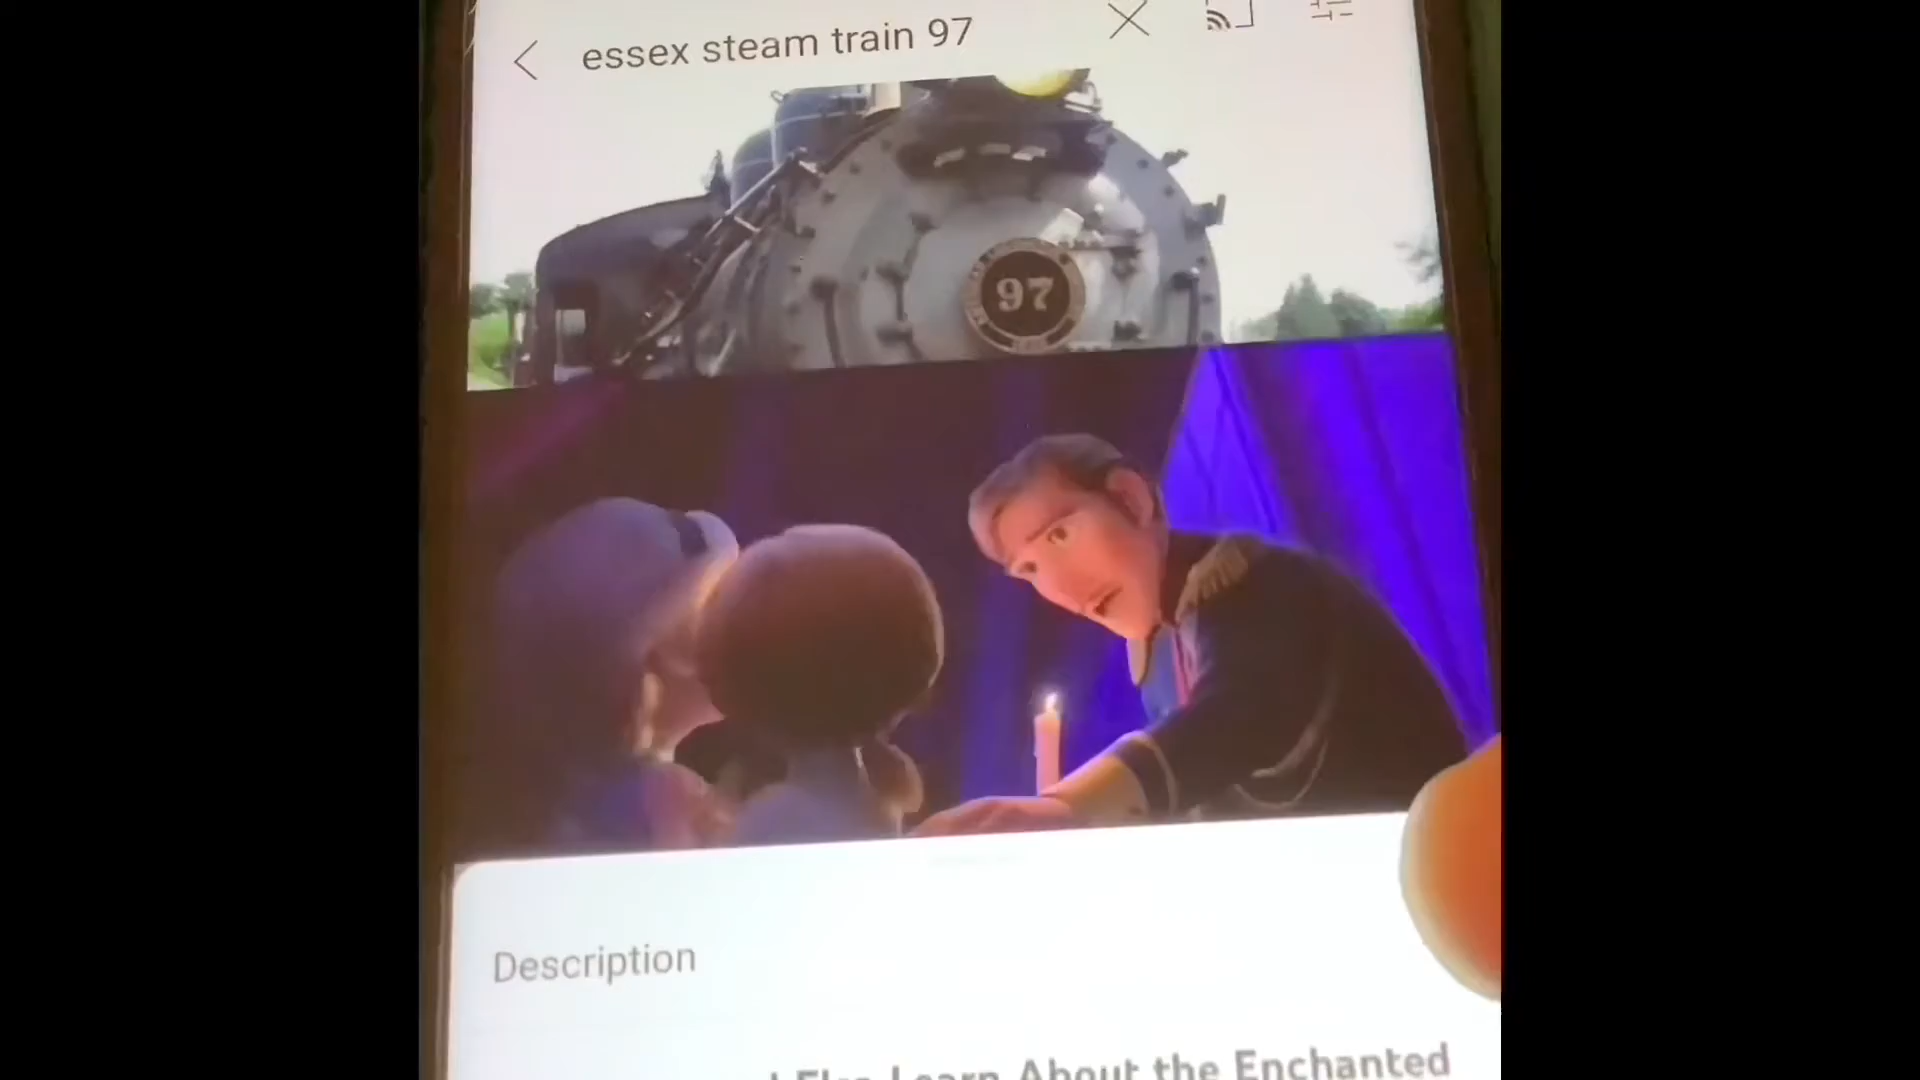 essex steam train 97
97
Description
Learn About the Enchanted